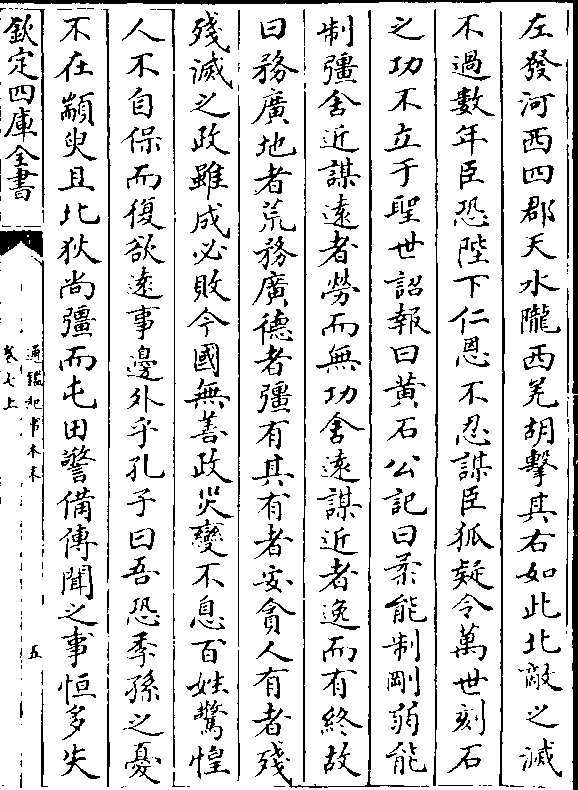 左發河西四郡天水隴西羌胡擊其右如此北敵之滅
不過數年臣恐陛下仁恩不忍謀臣狐疑令萬世刻石
之功不立于聖世詔報曰黃石公記曰柔能制剛弱能
制彊舍近謀遠者勞而無功舍遠謀近者逸而有終故
曰務廣地者荒務廣德者彊有其有者安貪人有者殘
殘滅之政雖成必敗今國無善政災變不息百姓驚惶
人不自保而復欲遠事邊外乎孔子曰吾恐季孫之憂
不在顓臾且北狄尚彊而屯田警備傳聞之事恒多失
欽定四庫全書
通鑑紀事本末
卷七上
五